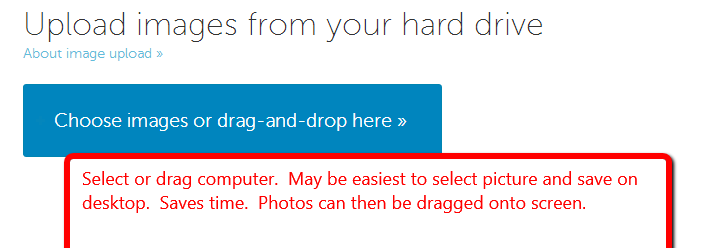 Upload images from your hard drive
About image upload »
Choose images or drag-and-drop here »
Select or drag computer.  May be easiest to select picture and save on
desktop.  Saves time.  Photos can then be dragged onto screen.